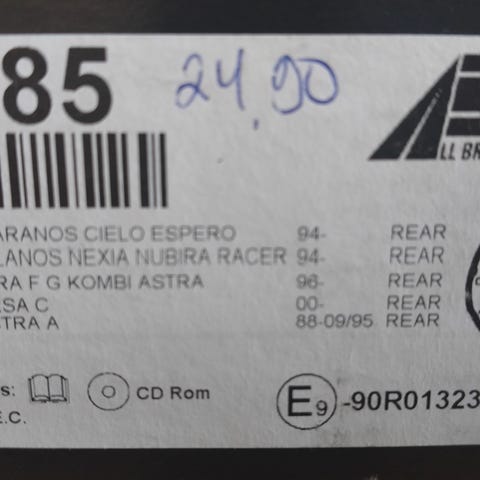 85 24,90
LL BR
ARANOS CIELO ESPERO 94- REAR
LANOS NEXIA NUBIRA RACER 94- REAR
RA F G KOMBI ASTRA 96- REAR
SA C 00- REAR
TRA A 88-09/95 REAR
s: CD Rom E9 -90R01323
E.C.